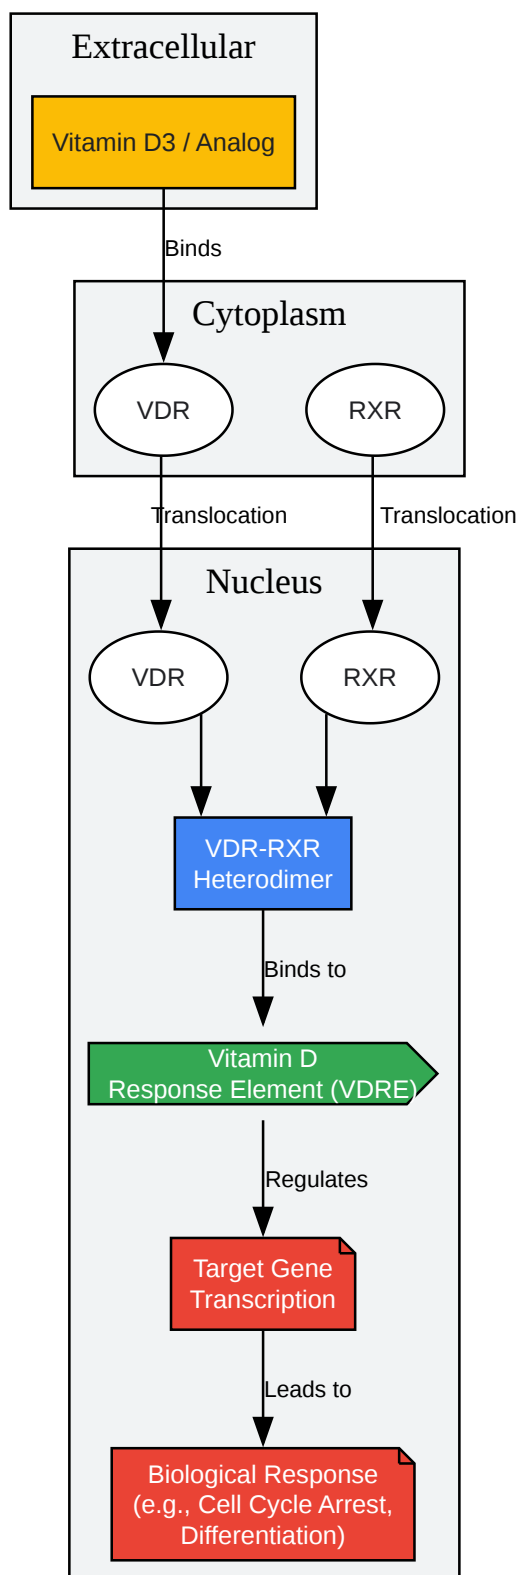 Extracellular
Vitamin D3 / Analog
Binds
Cytoplasm
VDR
RXR
Translocation
Translocation
Nucleus
VDR
RXR
VDR-RXR
Heterodimer
Binds to
Vitamin D
Response Element (VDRE)
Regulates
Target Gene
Transcription
Leads to
Biological Response
(e.g., Cell Cycle Arrest,
Differentiation)